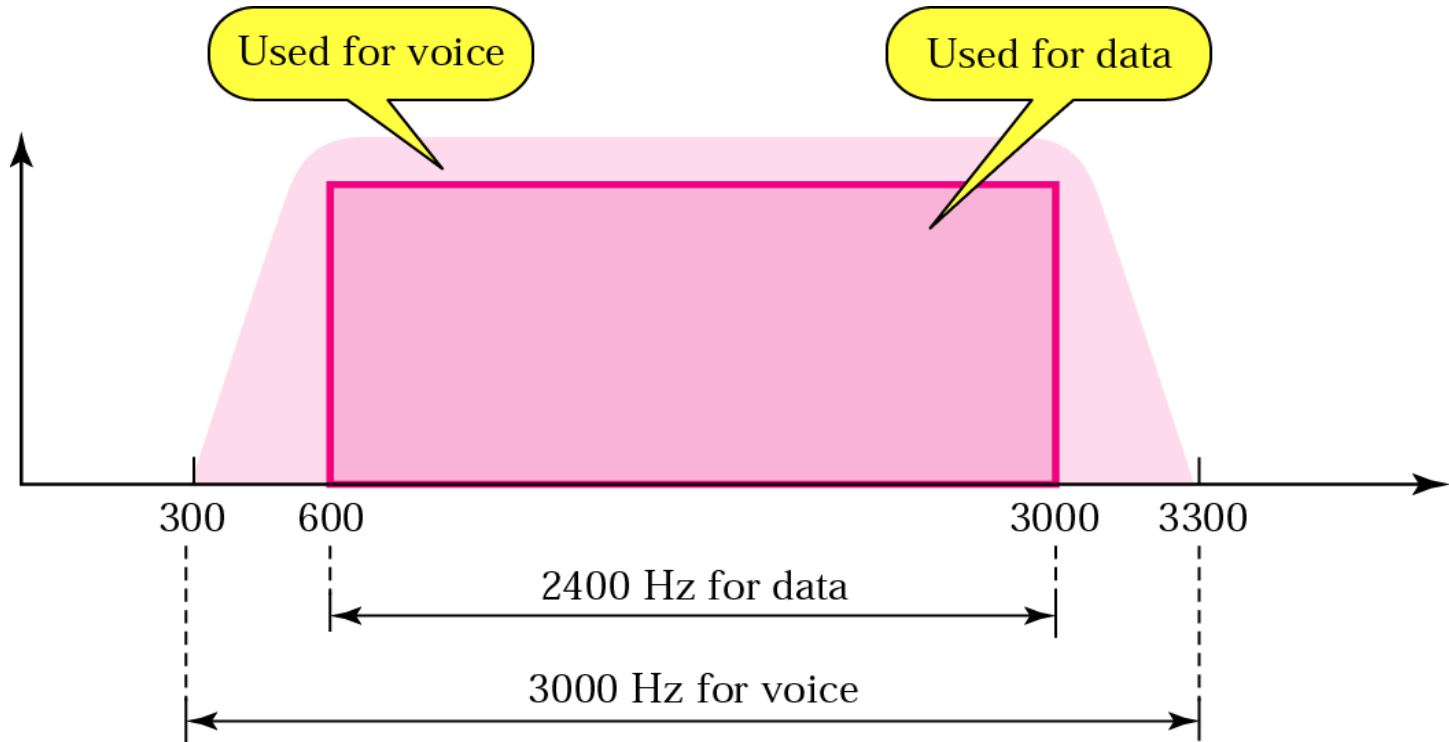 Used for voice
Used for data
300 600 3000 3300
2400 Hz for data
3000 Hz for voice